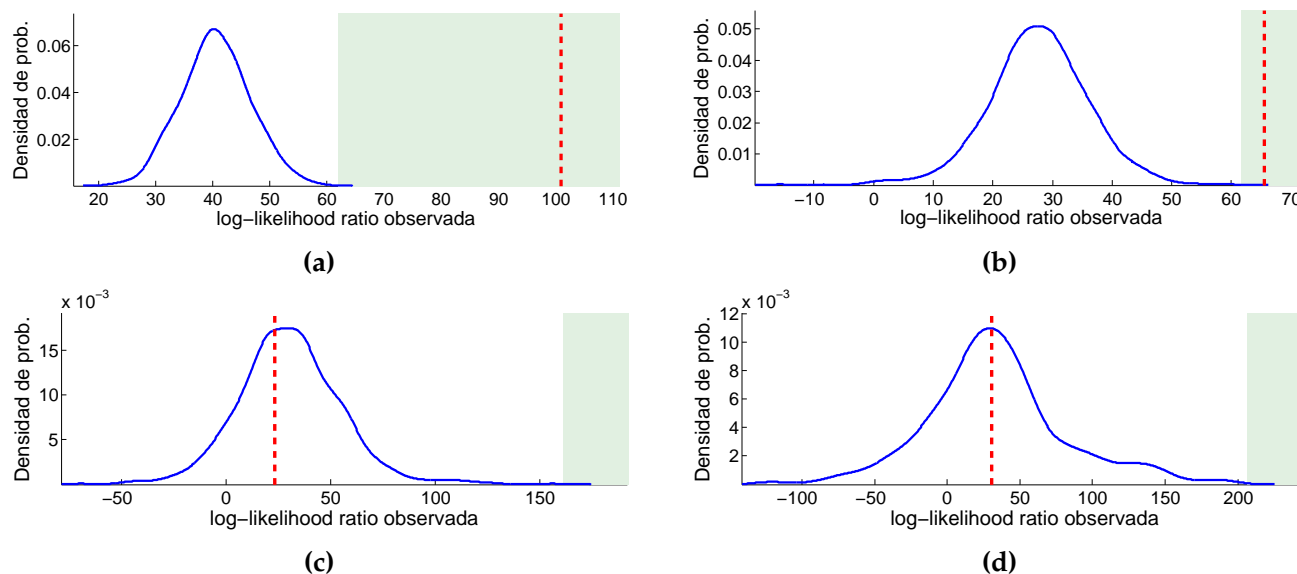 Densidad de prob.
0.06
0.04
0.02
20 30 40 50 60 70 80 90 100 110
log−likelihood ratio observada
(a)
Densidad de prob.
0.05
0.04
0.03
0.02
0.01
−10 0 10 20 30 40 50 60 70
log−likelihood ratio observada
(b)
x 10⁻³
Densidad de prob.
15
10
5
−50 0 50 100 150
log−likelihood ratio observada
(c)
x 10⁻³
Densidad de prob.
12
10
8
6
4
2
−100 −50 0 50 100 150 200
log−likelihood ratio observada
(d)